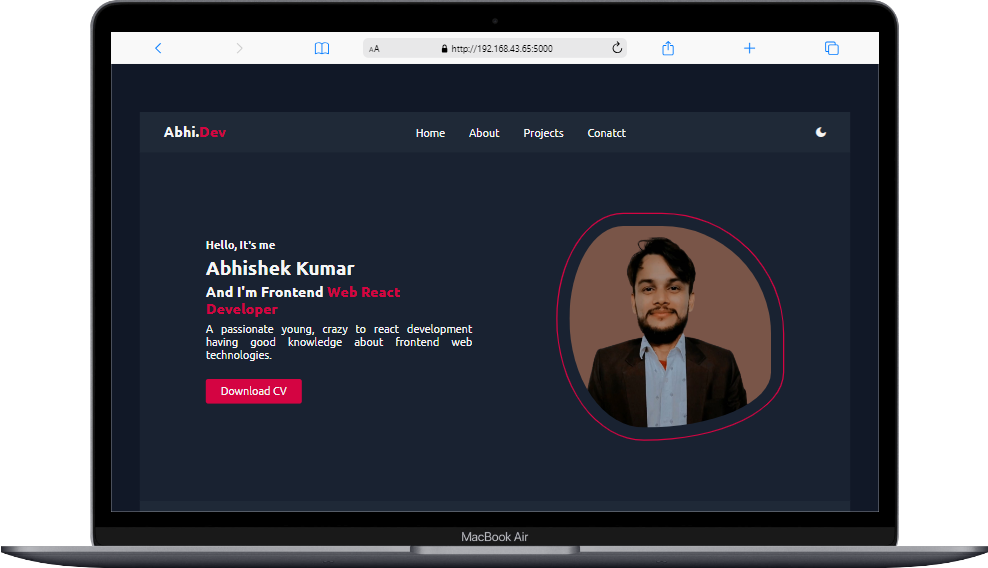 AA http://192.168.43.65:5000
Abhi.Dev Home About Projects Conatct
Hello, It's me
Abhishek Kumar
And I'm Frontend Web React
Developer
A passionate young, crazy to react development
having good knowledge about frontend web
technologies.
Download CV
MacBook Air